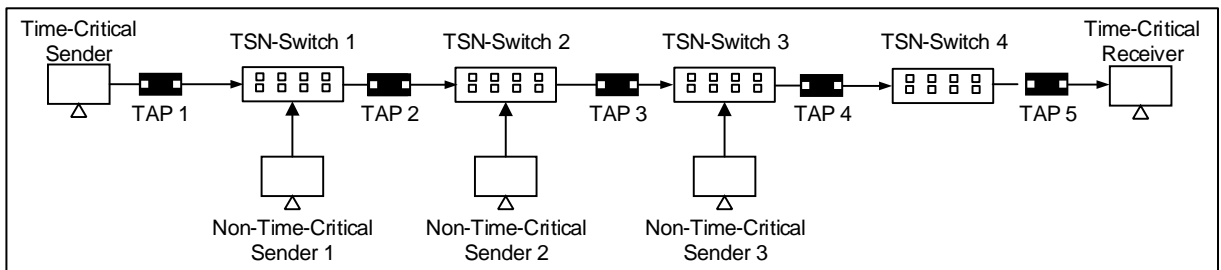 Time-Critical
Sender
TSN-Switch 1
TSN-Switch 2
TSN-Switch 3
TSN-Switch 4
Time-Critical
Receiver
TAP 1
TAP 2
TAP 3
TAP 4
TAP 5
Non-Time-Critical
Sender 1
Non-Time-Critical
Sender 2
Non-Time-Critical
Sender 3